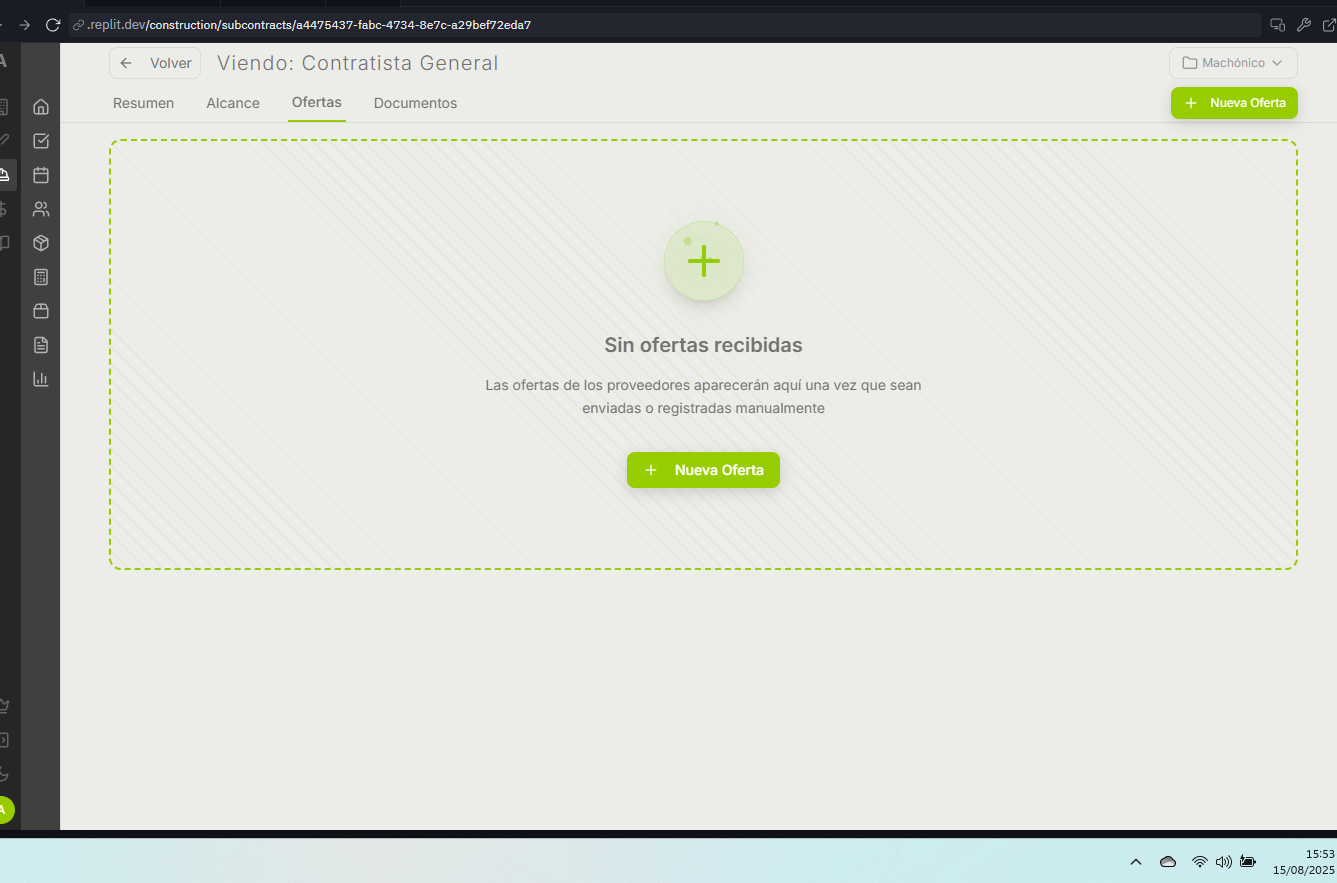 .replit.dev/construction/subcontracts/a4475437-fabc-4734-8e7c-a29bef72eda7
Volver
Viendo: Contratista General
Machónico
Resumen
Alcance
Ofertas
Documentos
Nueva Oferta
Sin ofertas recibidas
Las ofertas de los proveedores aparecerán aquí una vez que sean
enviadas o registradas manualmente
Nueva Oferta
A
15:53
15/08/2025